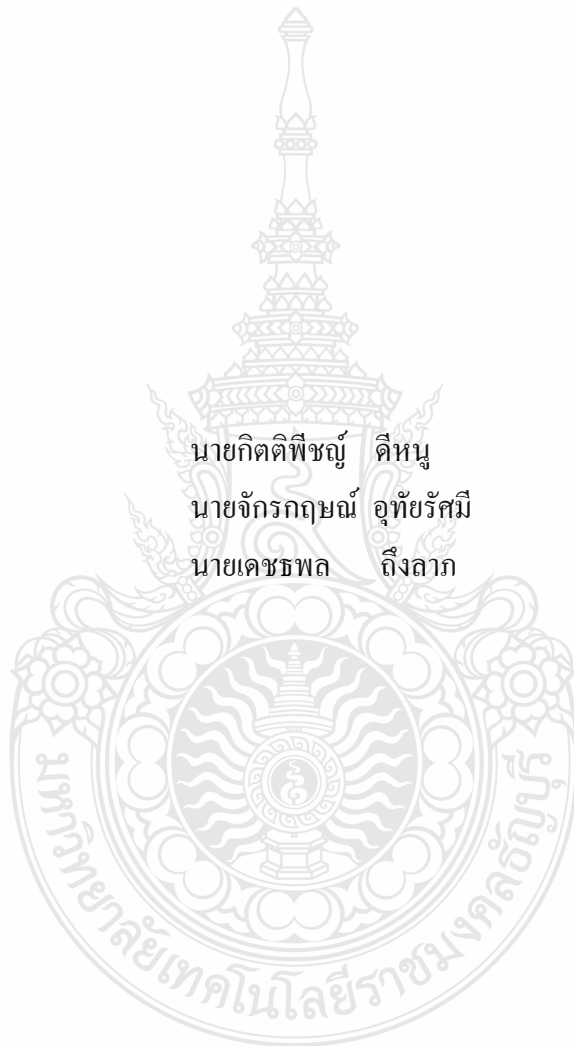 นายกิตติพีชญ์ ดีหนู
นายจักรกฤษณ์ อุทัยรัศมี
นายเดชธพล ถึงลาภ
มหาวิทยาลัยเทคโนโลยีราชมงคลธัญบุรี